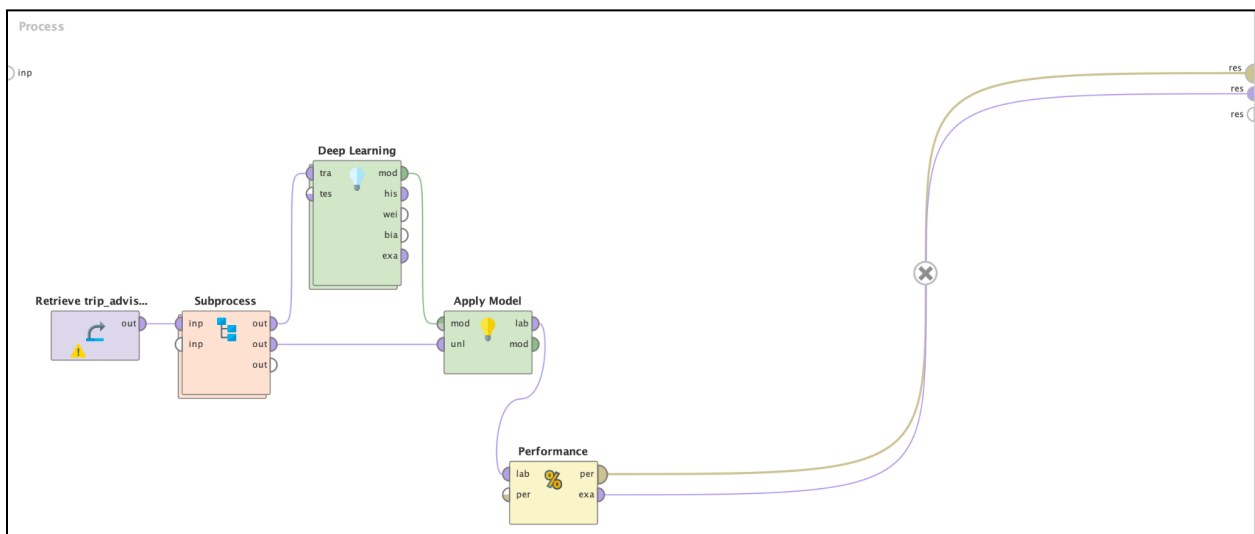 Process
inp
res
res
res
Deep Learning
tra mod
tes his
wei
bia
exa
Retrieve trip_advis...
out
Subprocess
inp out
inp out
out
Apply Model
mod lab
unl mod
Performance
%
lab per
per exa